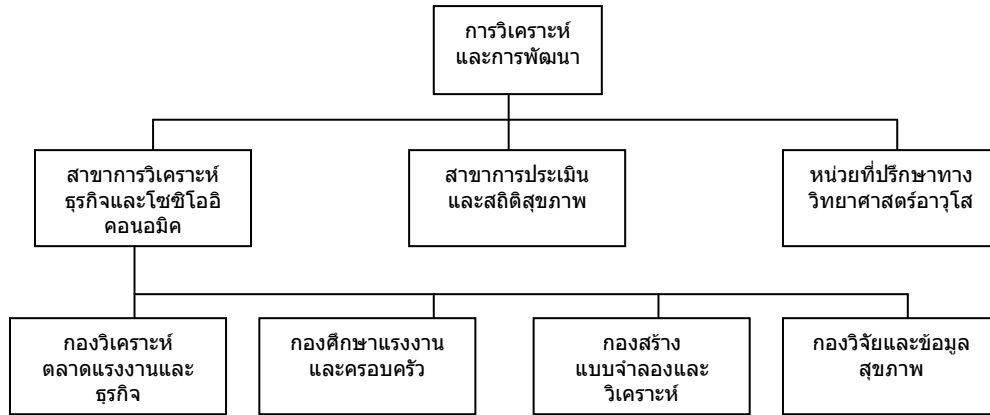 การวิเคราะห์
และการพัฒนา
สาขาการวิเคราะห์
ธุรกิจและโซซิโออิ
คอนอมิค
สาขาการประเมิน
และสถิติสุขภาพ
หน่วยที่ปรึกษาทาง
วิทยาศาสตร์อาวุโส
กองวิเคราะห์
ตลาดแรงงานและ
ธุรกิจ
กองศึกษาแรงงาน
และครอบครัว
กองสร้าง
แบบจำลองและ
วิเคราะห์
กองวิจัยและข้อมูล
สุขภาพ